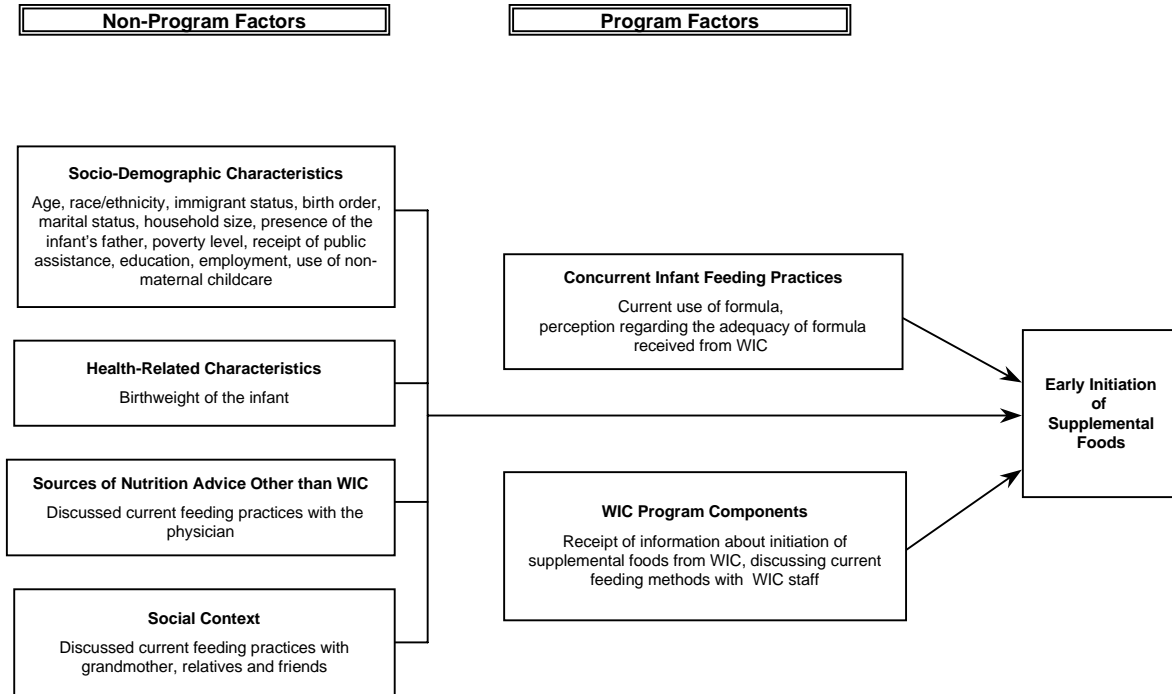 Non-Program Factors
Program Factors
Socio-Demographic Characteristics
Age, race/ethnicity, immigrant status, birth order,
marital status, household size, presence of the
infant's father, poverty level, receipt of public
assistance, education, employment, use of non-
maternal childcare
Health-Related Characteristics
Birthweight of the infant
Sources of Nutrition Advice Other than WIC
Discussed current feeding practices with the
physician
Social Context
Discussed current feeding practices with
grandmother, relatives and friends
Concurrent Infant Feeding Practices
Current use of formula,
perception regarding the adequacy of formula
received from WIC
WIC Program Components
Receipt of information about initiation of
supplemental foods from WIC, discussing current
feeding methods with WIC staff
Early Initiation
of
Supplemental
Foods